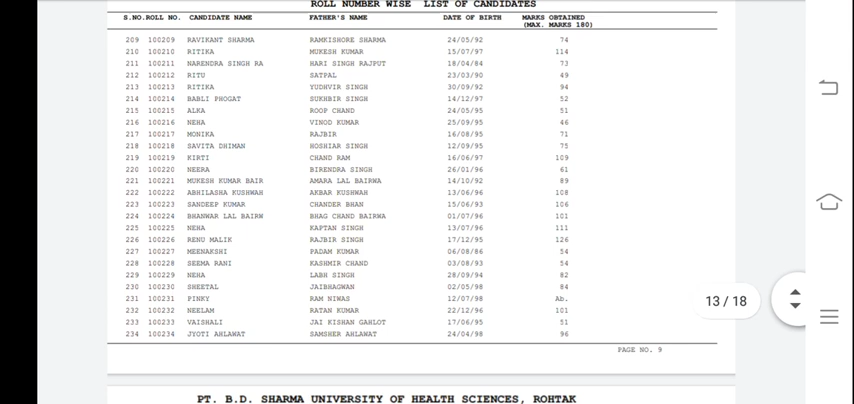 ROLL NUMBER WISE LIST OF CANDIDATES
S.NO. ROLL NO. CANDIDATE NAME FATHER'S NAME DATE OF BIRTH MARKS OBTAINED
(MAX. MARKS 180)
209 100209 RAVIKANT SHARMA RAMKISHORE SHARMA 24/05/92 74
210 100210 RITIKA MUKESH KUMAR 15/07/97 114
211 100211 NARENDRA SINGH RA HARI SINGH RAJPUT 18/04/84 73
212 100212 RITU SATPAL 23/03/90 49
213 100213 RITIKA YUDHVIR SINGH 30/09/92 94
214 100214 BABLI PHOGAT SUKHBIR SINGH 14/12/97 52
215 100215 ALKA ROOP CHAND 24/05/95 51
216 100216 NEHA VINOD KUMAR 25/09/95 46
217 100217 MONIKA RAJBIR 16/08/95 71
218 100218 SAVITA DHIMAN HOSHIAR SINGH 12/09/95 75
219 100219 KIRTI CHAND RAM 16/06/97 109
220 100220 NEERA BIRENDRA SINGH 26/01/96 61
221 100221 MUKESH KUMAR BAIR AMARA LAL BAIRWA 14/10/92 89
222 100222 ABHILASHA KUSHWAH AKBAR KUSHWAH 13/06/96 108
223 100223 SANDEEP KUMAR CHANDER BHAN 15/06/93 106
224 100224 BHANWAR LAL BAIRW BHAG CHAND BAIRWA 01/07/96 101
225 100225 NEHA KAPTAN SINGH 13/07/96 111
226 100226 RENU MALIK RAJBIR SINGH 17/12/95 126
227 100227 MEENAKSHI PADAM KUMAR 06/08/86 54
228 100228 SEEMA RANI KASHMIR CHAND 03/08/93 54
229 100229 NEHA LABH SINGH 28/09/94 82
230 100230 SHEETAL JAIBHAGWAN 02/05/98 84
231 100231 PINKY RAM NIWAS 12/07/98 Ab.
232 100232 NEELAM RATAN KUMAR 22/12/96 101
233 100233 VAISHALI JAI KISHAN GAHLOT 17/06/95 51
234 100234 JYOTI AHLAWAT SAMSHER AHLAWAT 24/04/98 96
13 / 18
PAGE NO. 9
PT. B.D. SHARMA UNIVERSITY OF HEALTH SCIENCES, ROHTAK